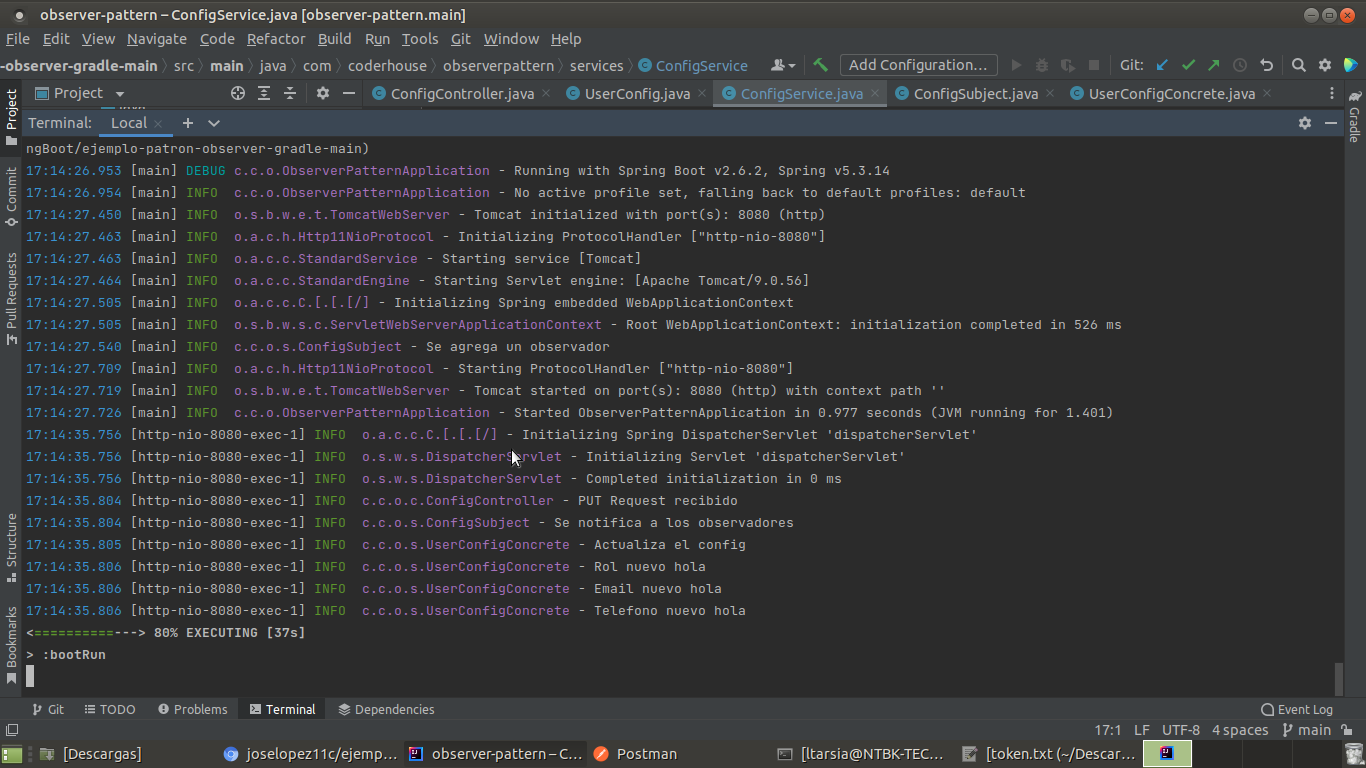 observer-pattern – ConfigService.java [observer-pattern.main]
File Edit View Navigate Code Refactor Build Run Tools Git Window Help
-observer-gradle-main src main java com coderhouse observerpattern services ConfigService Add Configuration... Git:
Project ConfigController.java UserConfig.java ConfigService.java ConfigSubject.java UserConfigConcrete.java
Terminal: Local
ngBoot/ejemplo-patron-observer-gradle-main)
17:14:26.953 [main] DEBUG c.c.o.ObserverPatternApplication - Running with Spring Boot v2.6.2, Spring v5.3.14
17:14:26.954 [main] INFO c.c.o.ObserverPatternApplication - No active profile set, falling back to default profiles: default
17:14:27.450 [main] INFO o.s.b.w.e.t.TomcatWebServer - Tomcat initialized with port(s): 8080 (http)
17:14:27.463 [main] INFO o.a.c.h.Http11NioProtocol - Initializing ProtocolHandler ["http-nio-8080"]
17:14:27.463 [main] INFO o.a.c.c.StandardService - Starting service [Tomcat]
17:14:27.464 [main] INFO o.a.c.c.StandardEngine - Starting Servlet engine: [Apache Tomcat/9.0.56]
17:14:27.505 [main] INFO o.a.c.c.C.[.[.[/] - Initializing Spring embedded WebApplicationContext
17:14:27.505 [main] INFO o.s.b.w.s.c.ServletWebServerApplicationContext - Root WebApplicationContext: initialization completed in 526 ms
17:14:27.540 [main] INFO c.c.o.s.ConfigSubject - Se agrega un observador
17:14:27.709 [main] INFO o.a.c.h.Http11NioProtocol - Starting ProtocolHandler ["http-nio-8080"]
17:14:27.719 [main] INFO o.s.b.w.e.t.TomcatWebServer - Tomcat started on port(s): 8080 (http) with context path ''
17:14:27.726 [main] INFO c.c.o.ObserverPatternApplication - Started ObserverPatternApplication in 0.977 seconds (JVM running for 1.401)
17:14:35.756 [http-nio-8080-exec-1] INFO o.a.c.c.C.[.[.[/] - Initializing Spring DispatcherServlet 'dispatcherServlet'
17:14:35.756 [http-nio-8080-exec-1] INFO o.s.w.s.DispatcherServlet - Initializing Servlet 'dispatcherServlet'
17:14:35.756 [http-nio-8080-exec-1] INFO o.s.w.s.DispatcherServlet - Completed initialization in 0 ms
17:14:35.804 [http-nio-8080-exec-1] INFO c.c.o.c.ConfigController - PUT Request recibido
17:14:35.804 [http-nio-8080-exec-1] INFO c.c.o.s.ConfigSubject - Se notifica a los observadores
17:14:35.805 [http-nio-8080-exec-1] INFO c.c.o.s.UserConfigConcrete - Actualiza el config
17:14:35.806 [http-nio-8080-exec-1] INFO c.c.o.s.UserConfigConcrete - Rol nuevo hola
17:14:35.806 [http-nio-8080-exec-1] INFO c.c.o.s.UserConfigConcrete - Email nuevo hola
17:14:35.806 [http-nio-8080-exec-1] INFO c.c.o.s.UserConfigConcrete - Telefono nuevo hola
<==========---> 80% EXECUTING [37s]
> :bootRun
Project
Commit
Pull Requests
Structure
Bookmarks
Gradle
Git TODO Problems Terminal Dependencies Event Log
17:1 LF UTF-8 4 spaces main
[Descargas] joselopez11c/ejemp... observer-pattern – C... Postman [ltarsia@NTBK-TEC... [token.txt (~/Descar...